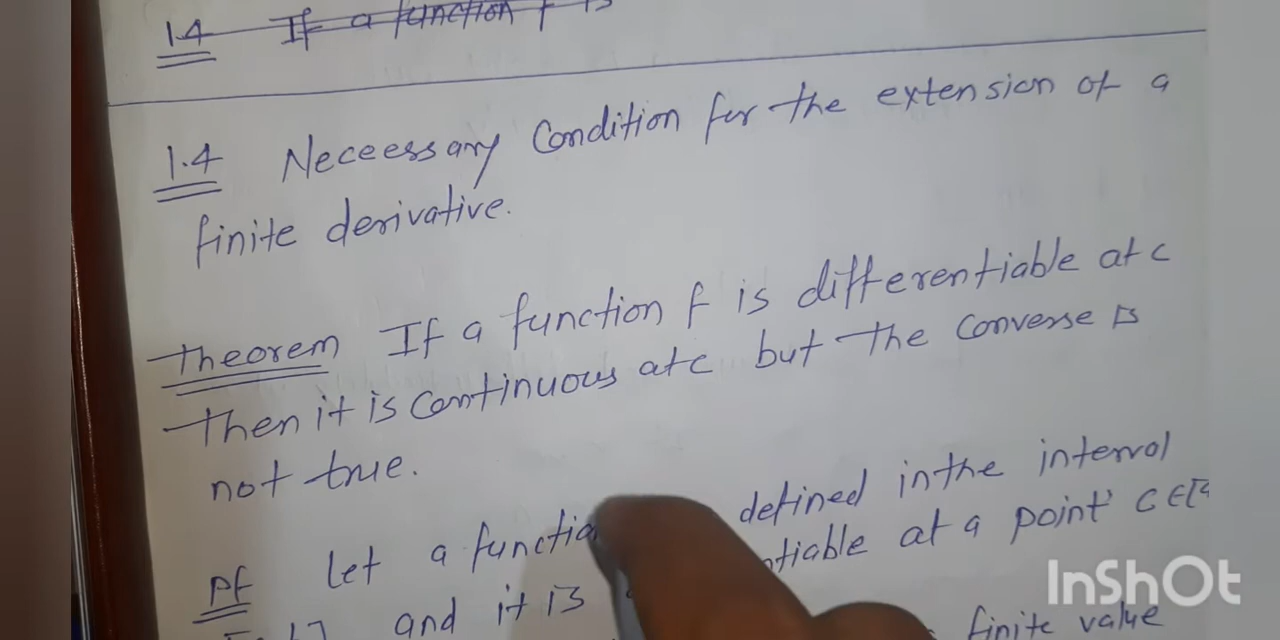 1.4 If a function f is
1.4 Neceessary Condition for the extension of a
finite derivative.
Theorem If a function f is differentiable at c
then it is continuous at c but the converse is
not true.
Pf Let a function defined in the interval
and it is at a point c ∈ [
finite value
InShOt